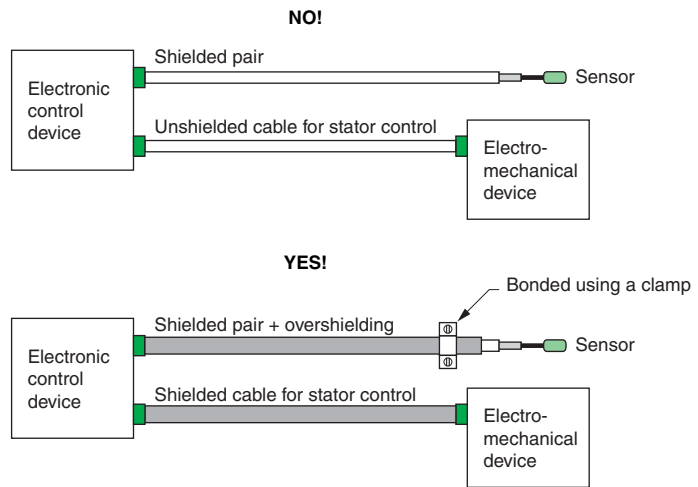 NO!
Shielded pair
Electronic
control
device
Sensor
Unshielded cable for stator control
Electro-
mechanical
device
YES!
Bonded using a clamp
Shielded pair + overshielding
Electronic
control
device
Sensor
Shielded cable for stator control
Electro-
mechanical
device